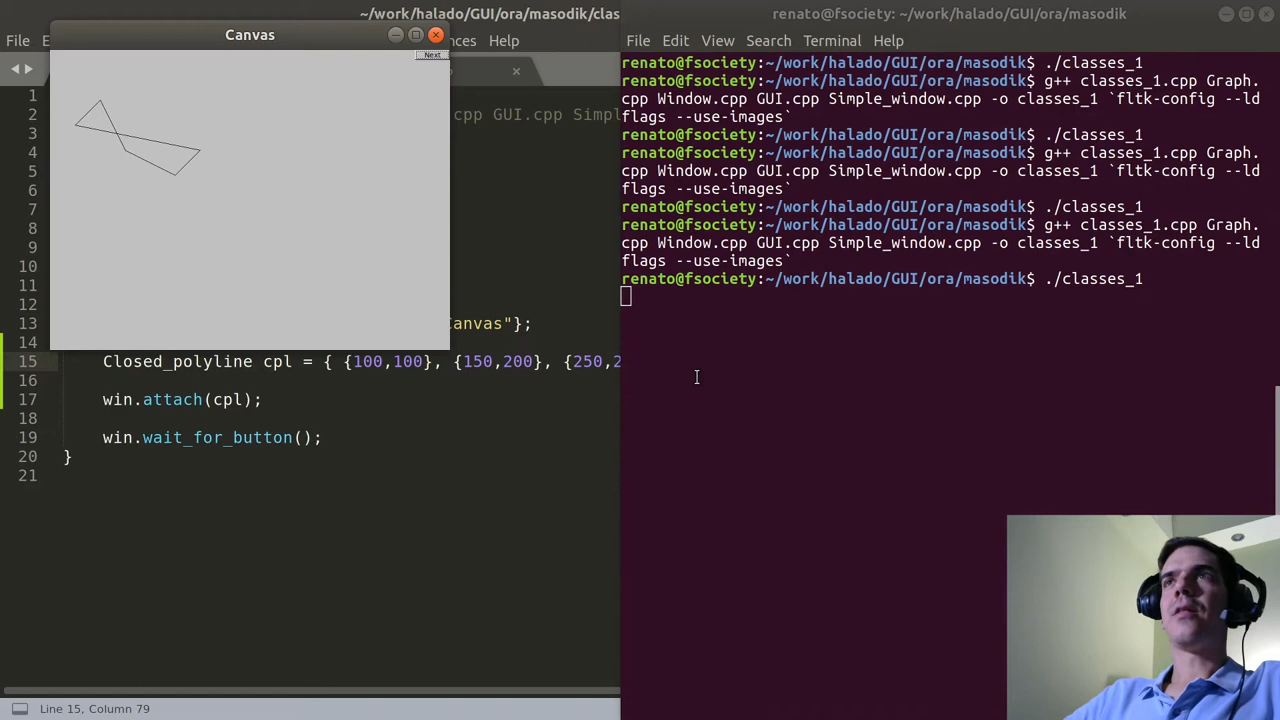 ~/work/halado/GUI/ora/masodik/clas
Canvas
File
E
nces
Help
Next
1
2
cpp GUI.cpp Simpl
3
4
5
6
7
8
9
10
11
12
13
Canvas"};
14
15 Closed_polyline cpl = { {100,100}, {150,200}, {250,2
16
17 win.attach(cpl);
18
19 win.wait_for_button();
20 }
21
Line 15, Column 79
renato@fsociety: ~/work/halado/GUI/ora/masodik
File Edit View Search Terminal Help
renato@fsociety:~/work/halado/GUI/ora/masodik$ ./classes_1
renato@fsociety:~/work/halado/GUI/ora/masodik$ g++ classes_1.cpp Graph.
cpp Window.cpp GUI.cpp Simple_window.cpp -o classes_1 `fltk-config --ld
flags --use-images`
renato@fsociety:~/work/halado/GUI/ora/masodik$ ./classes_1
renato@fsociety:~/work/halado/GUI/ora/masodik$ g++ classes_1.cpp Graph.
cpp Window.cpp GUI.cpp Simple_window.cpp -o classes_1 `fltk-config --ld
flags --use-images`
renato@fsociety:~/work/halado/GUI/ora/masodik$ ./classes_1
renato@fsociety:~/work/halado/GUI/ora/masodik$ g++ classes_1.cpp Graph.
cpp Window.cpp GUI.cpp Simple_window.cpp -o classes_1 `fltk-config --ld
flags --use-images`
renato@fsociety:~/work/halado/GUI/ora/masodik$ ./classes_1